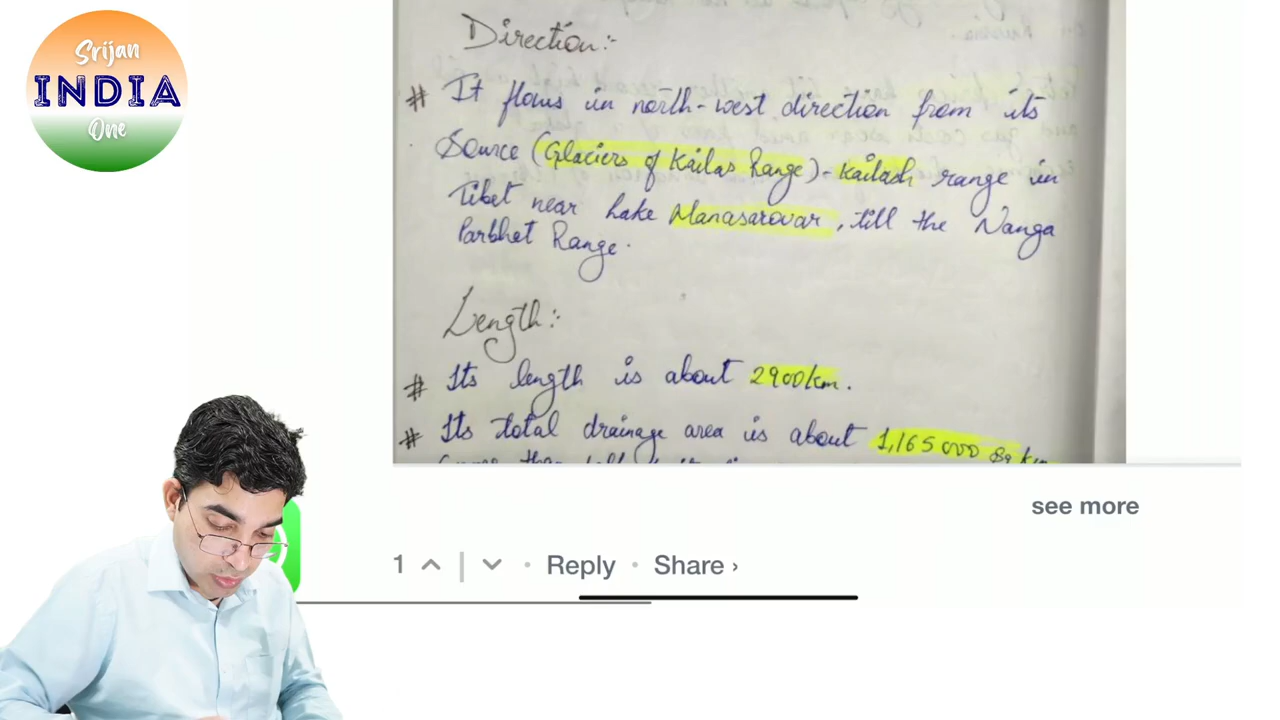 Srijan
INDIA
One
Direction:-
# It flows in north-west direction from its
Source (Glaciers of Kailas Range)-Kailash range in
Tibet near Lake Manasarovar, till the Nanga
Parbhet Range.
Length:-
# Its length is about 2900km.
# Its total drainage area is about 1,165000 Sq km
see more
1
Reply
Share ›